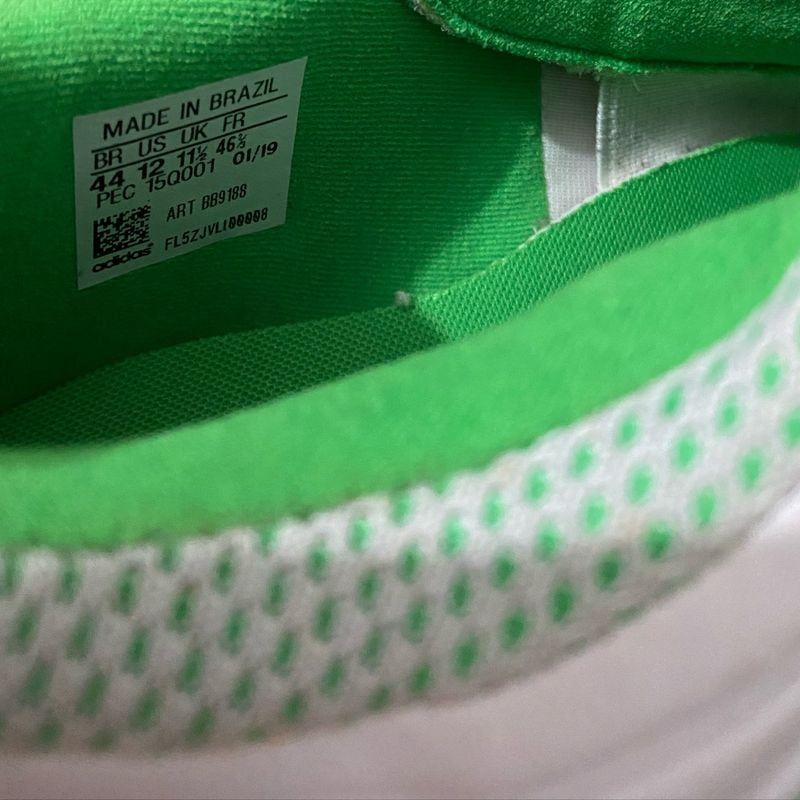 MADE IN BRAZIL
BR US UK FR
44 12 11½ 46⅔
PEC 15Q001 01/19
ART BB9188
FL5ZJVL100008
adidas